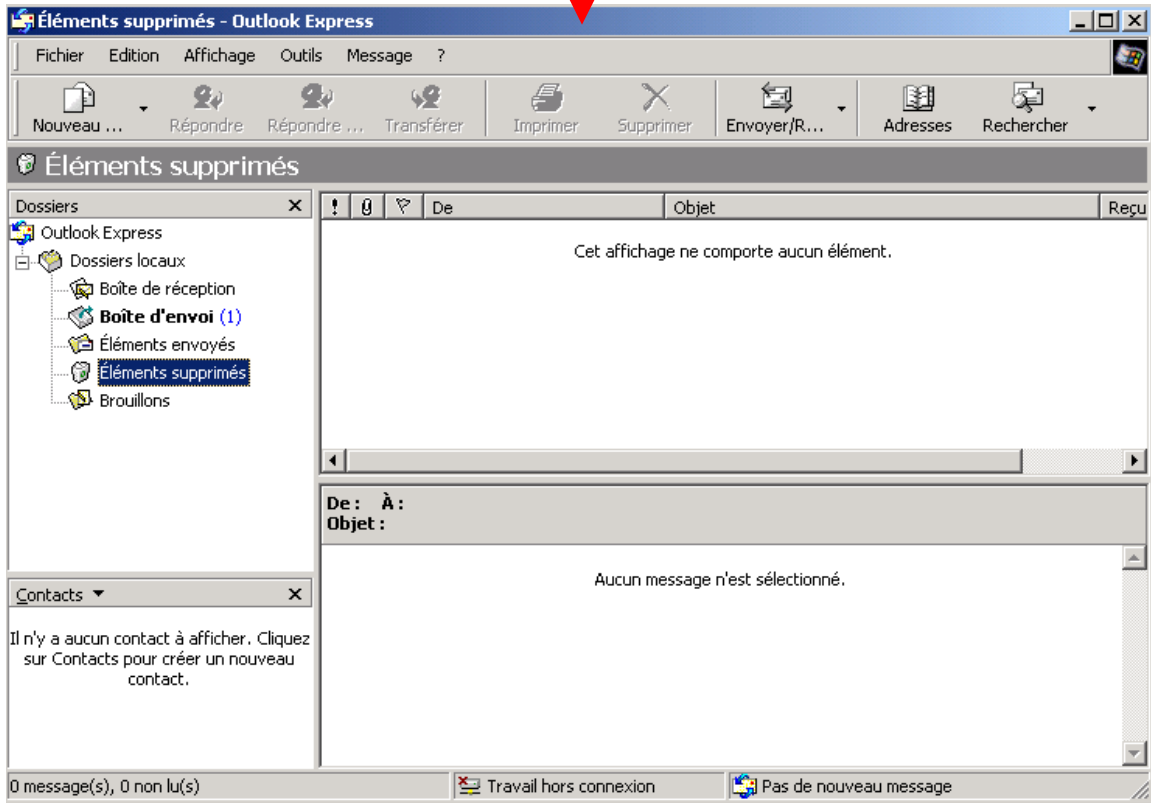 Éléments supprimés - Outlook Express
Fichier Edition Affichage Outils Message ?
Nouveau ... Répondre Répondre ... Transférer Imprimer Supprimer Envoyer/R... Adresses Rechercher
Éléments supprimés
Dossiers
Outlook Express
Dossiers locaux
Boîte de réception
Boîte d'envoi (1)
Éléments envoyés
Éléments supprimés
Brouillons
Contacts
Il n'y a aucun contact à afficher. Cliquez
sur Contacts pour créer un nouveau
contact.
! De Objet Reçu
Cet affichage ne comporte aucun élément.
De : À :
Objet :
Aucun message n'est sélectionné.
0 message(s), 0 non lu(s) Travail hors connexion Pas de nouveau message